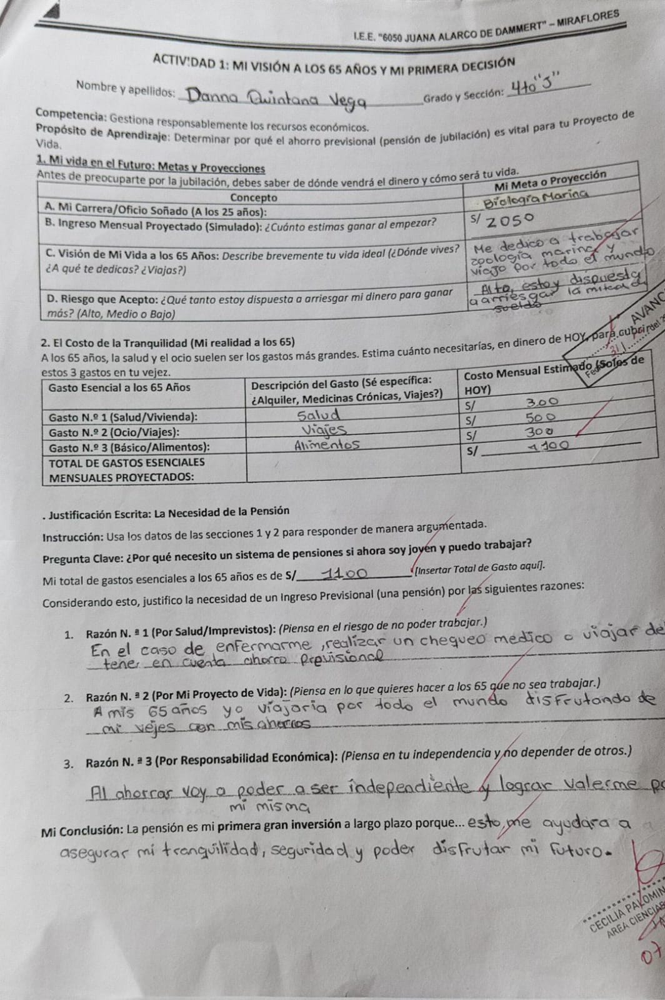 I.E.E. "6050 JUANA ALARCO DE DAMMERT" – MIRAFLORES
ACTIVIDAD 1: MI VISIÓN A LOS 65 AÑOS Y MI PRIMERA DECISIÓN
Nombre y apellidos: Danna Quintana Vega Grado y Sección: 4to "J"
Competencia: Gestiona responsablemente los recursos económicos.
Propósito de Aprendizaje: Determinar por qué el ahorro previsional (pensión de jubilación) es vital para tu Proyecto de
Vida.
1. Mi vida en el Futuro: Metas y Proyecciones
Antes de preocuparte por la jubilación, debes saber de dónde vendrá el dinero y cómo será tu vida.
Concepto Mi Meta o Proyección
A. Mi Carrera/Oficio Soñado (A los 25 años): Biología Marina
B. Ingreso Mensual Proyectado (Simulado): ¿Cuánto estimas ganar al empezar? S/ 2050
C. Visión de Mi Vida a los 65 Años: Describe brevemente tu vida ideal (¿Dónde vives?
¿A qué te dedicas? ¿Viajas?)
Me dedico a trabajar
zoología marina y
viajo por todo el mundo
D. Riesgo que Acepto: ¿Qué tanto estoy dispuesta a arriesgar mi dinero para ganar
más? (Alto, Medio o Bajo)
Alto, estoy dispuesta
a arriesgar la mitad
sueldo
2. El Costo de la Tranquilidad (Mi realidad a los 65)
A los 65 años, la salud y el ocio suelen ser los gastos más grandes. Estima cuánto necesitarías, en dinero de HOY, para cubrir
estos 3 gastos en tu vejez.
Gasto Esencial a los 65 Años Descripción del Gasto (Sé específica: Costo Mensual Estimado (Soles de
¿Alquiler, Medicinas Crónicas, Viajes?) HOY)
Gasto N.º 1 (Salud/Vivienda): Salud S/ 300
Gasto N.º 2 (Ocio/Viajes): Viajes S/ 500
Gasto N.º 3 (Básico/Alimentos): Alimentos S/ 300
TOTAL DE GASTOS ESENCIALES S/ 1100
MENSUALES PROYECTADOS:
. Justificación Escrita: La Necesidad de la Pensión
Instrucción: Usa los datos de las secciones 1 y 2 para responder de manera argumentada.
Pregunta Clave: ¿Por qué necesito un sistema de pensiones si ahora soy joven y puedo trabajar?
Mi total de gastos esenciales a los 65 años es de S/ 1100 [Insertar Total de Gasto aquí].
Considerando esto, justifico la necesidad de un Ingreso Previsional (una pensión) por las siguientes razones:
1. Razón N. ª 1 (Por Salud/Imprevistos): (Piensa en el riesgo de no poder trabajar.)
En el caso de enfermarme, realizar un chequeo medico o viajar de
tener en cuenta ahorro previsional
2. Razón N. ª 2 (Por Mi Proyecto de Vida): (Piensa en lo que quieres hacer a los 65 que no sea trabajar.)
A mis 65 años yo viajaria por todo el mundo disfrutando de
mi vejes con mis ahorros
3. Razón N. ª 3 (Por Responsabilidad Económica): (Piensa en tu independencia y no depender de otros.)
Al ahorrar voy a poder a ser independiente y lograr valerme
mi misma
Mi Conclusión: La pensión es mi primera gran inversión a largo plazo porque... esto, me ayudara a
asegurar mi tranquilidad, seguridad y poder disfrutar mi futuro.
CECILIA
AREA CIENCIAS
07